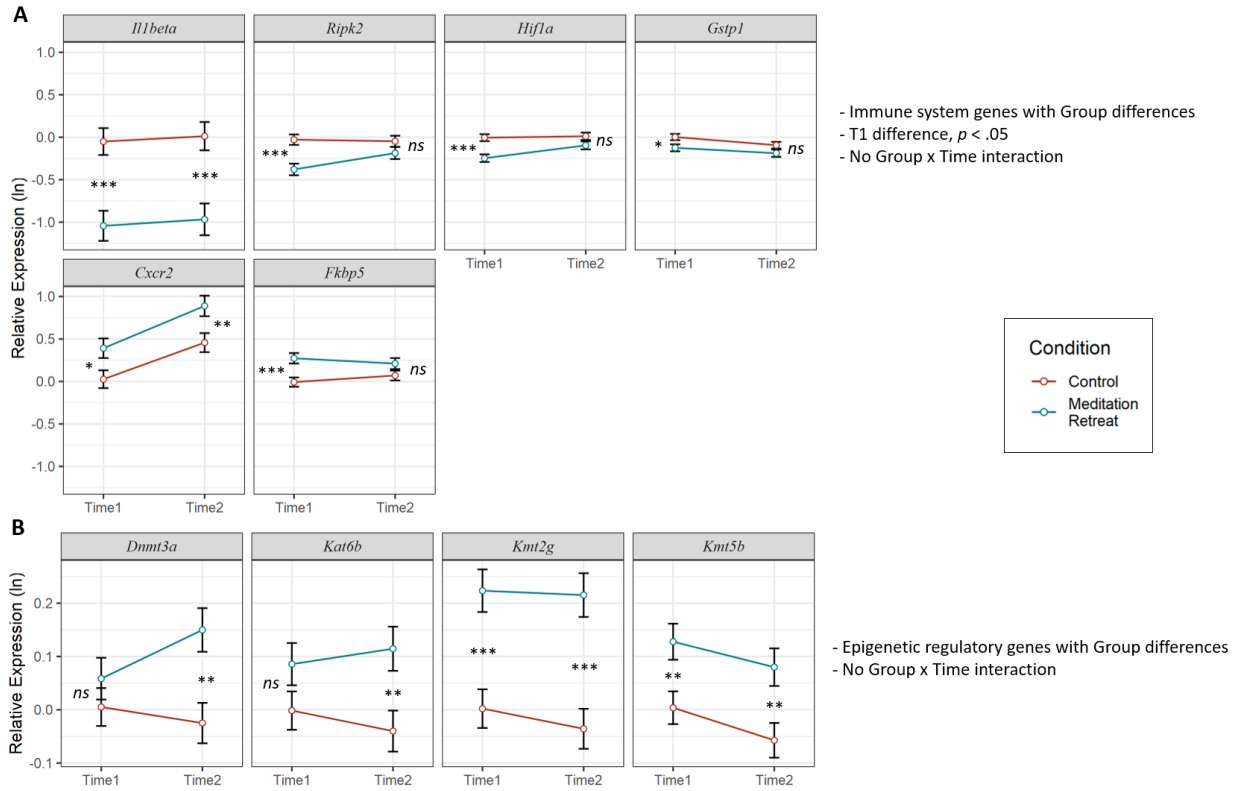 A
Il1beta
Ripk2
Hif1a
Gstp1
Relative Expression (ln)
1.0
0.5
0.0
-0.5
-1.0
***
***
***
ns
***
ns
*
ns
Time1
Time2
Time1
Time2
- Immune system genes with Group differences
- T1 difference, p < .05
- No Group x Time interaction
Cxcr2
Fkbp5
1.0
0.5
0.0
-0.5
-1.0
*
**
***
ns
Time1
Time2
Time1
Time2
Condition
Control
Meditation
Retreat
B
Dnmt3a
Kat6b
Kmt2g
Kmt5b
Relative Expression (ln)
0.2
0.1
0.0
-0.1
ns
**
ns
**
***
***
**
**
Time1
Time2
Time1
Time2
Time1
Time2
Time1
Time2
- Epigenetic regulatory genes with Group differences
- No Group x Time interaction